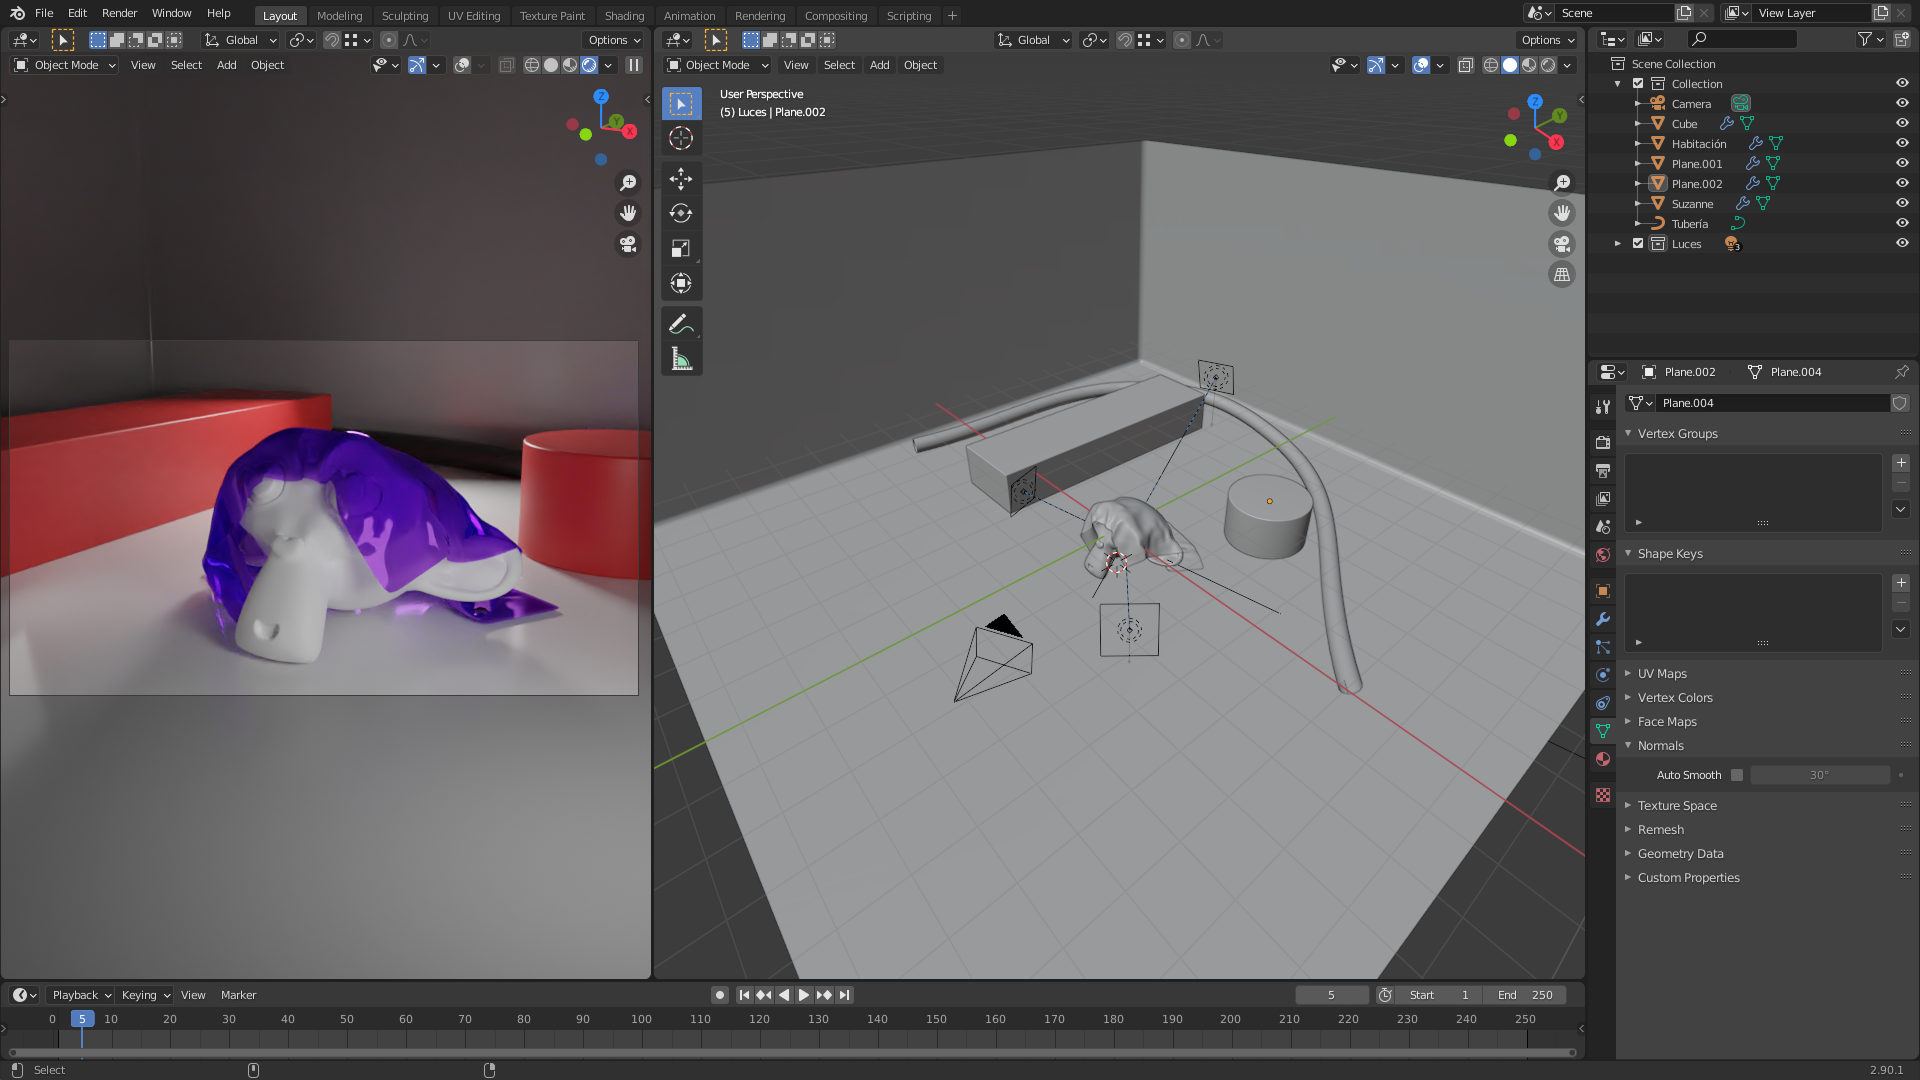 File Edit Render Window Help Layout Modeling Sculpting UV Editing Texture Paint Shading Animation Rendering Compositing Scripting + Scene View Layer
Global Options Global Options
Object Mode View Select Add Object Object Mode View Select Add Object
User Perspective
(5) Luces | Plane.002
Z
Y
X
Z
Y
X
Scene Collection
Collection
Camera
Cube
Habitación
Plane.001
Plane.002
Suzanne
Tubería
Luces 3
Plane.002 Plane.004
Plane.004
Vertex Groups
Shape Keys
UV Maps
Vertex Colors
Face Maps
Normals
Auto Smooth 30°
Texture Space
Remesh
Geometry Data
Custom Properties
Playback Keying View Marker 5 Start 1 End 250
0 5 10 20 30 40 50 60 70 80 90 100 110 120 130 140 150 160 170 180 190 200 210 220 230 240 250
Select 2.90.1